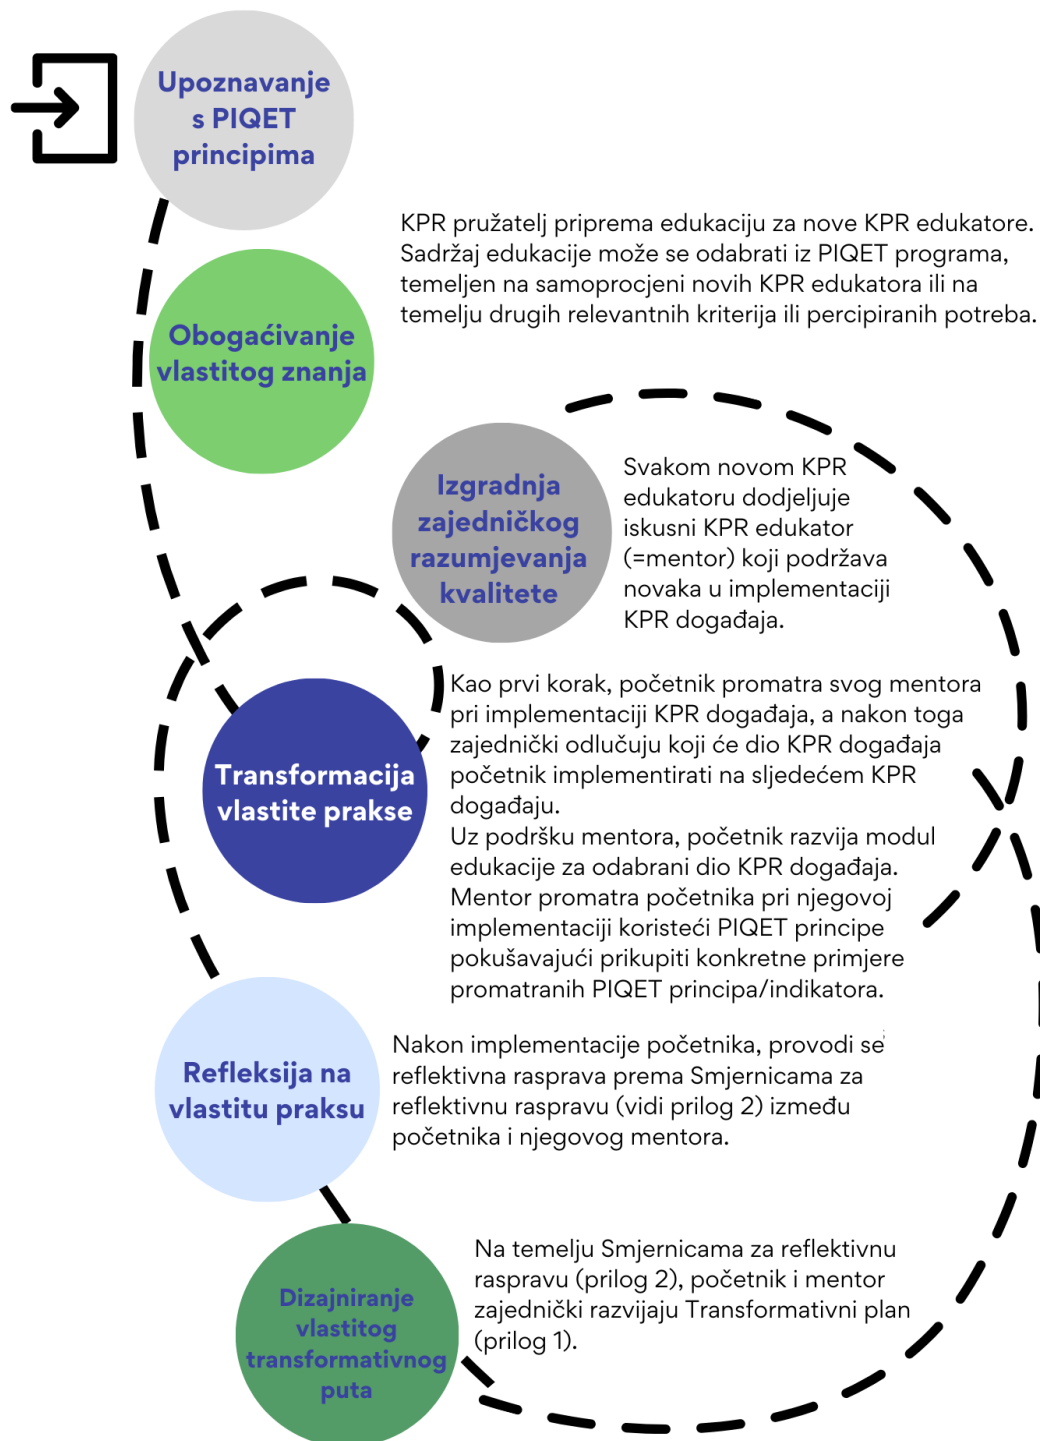 Upoznavanje
s PIQET
principima
KPR pružatelj priprema edukaciju za nove KPR edukatore.
Sadržaj edukacije može se odabrati iz PIQET programa,
temeljen na samoprocjeni novih KPR edukatora ili na
temelju drugih relevantnih kriterija ili percipiranih potreba.
Obogaćivanje
vlastitog znanja
Izgradnja
zajedničkog
razumjevanja
kvalitete
Svakom novom KPR
edukatoru dodjeljuje
iskusni KPR edukator
(=mentor) koji podržava
novaka u implementaciji
KPR događaja.
Transformacija
vlastite prakse
Kao prvi korak, početnik promatra svog mentora
pri implementaciji KPR događaja, a nakon toga
zajednički odlučuju koji će dio KPR događaja
početnik implementirati na sljedećem KPR
događaju.
Uz podršku mentora, početnik razvija modul
edukacije za odabrani dio KPR događaja.
Mentor promatra početnika pri njegovoj
implementaciji koristeći PIQET principe
pokušavajući prikupiti konkretne primjere
promatranih PIQET principa/indikatora.
Refleksija na
vlastitu praksu
Nakon implementacije početnika, provodi se
reflektivna rasprava prema Smjernicama za
reflektivnu raspravu (vidi prilog 2) između
početnika i njegovog mentora.
Dizajniranje
vlastitog
transformativnog
puta
Na temelju Smjernicama za reflektivnu
raspravu (prilog 2), početnik i mentor
zajednički razvijaju Transformativni plan
(prilog 1).